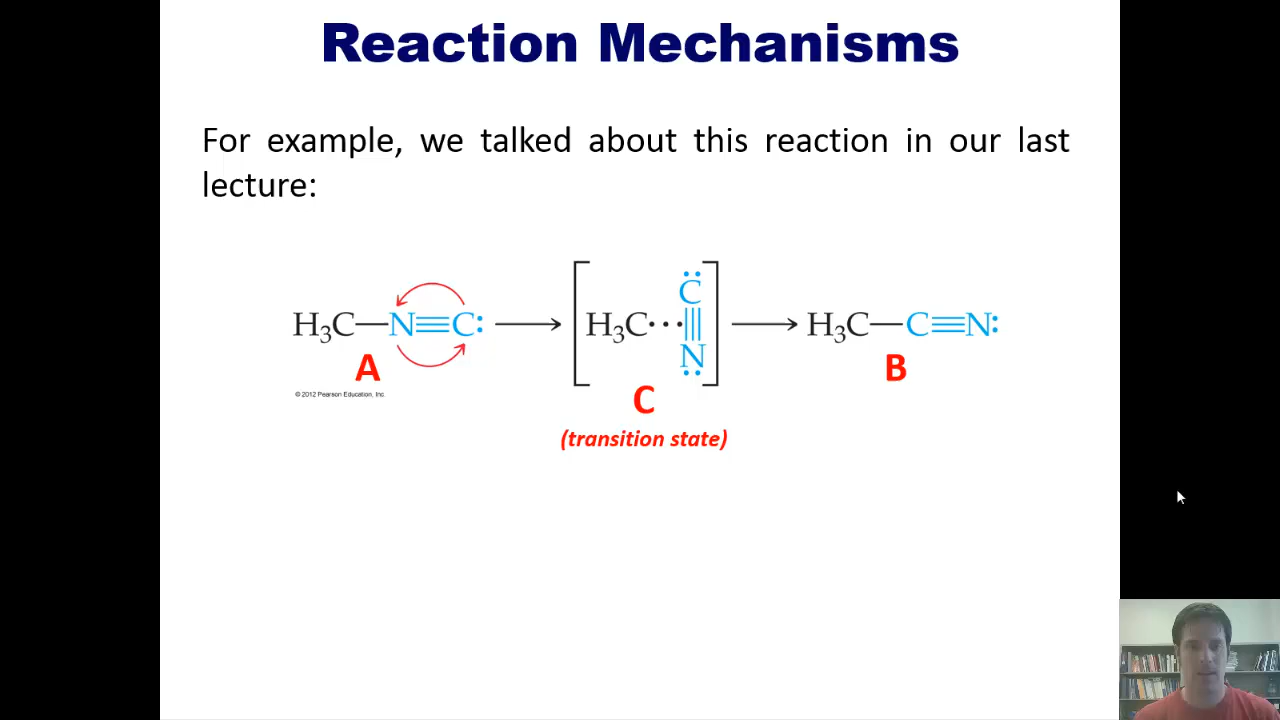 Reaction Mechanisms
For example, we talked about this reaction in our last
lecture:
H₃C—N≡C: → [H₃C···C≡N] → H₃C—C≡N:
A
B
© 2012 Pearson Education, Inc.
C
(transition state)